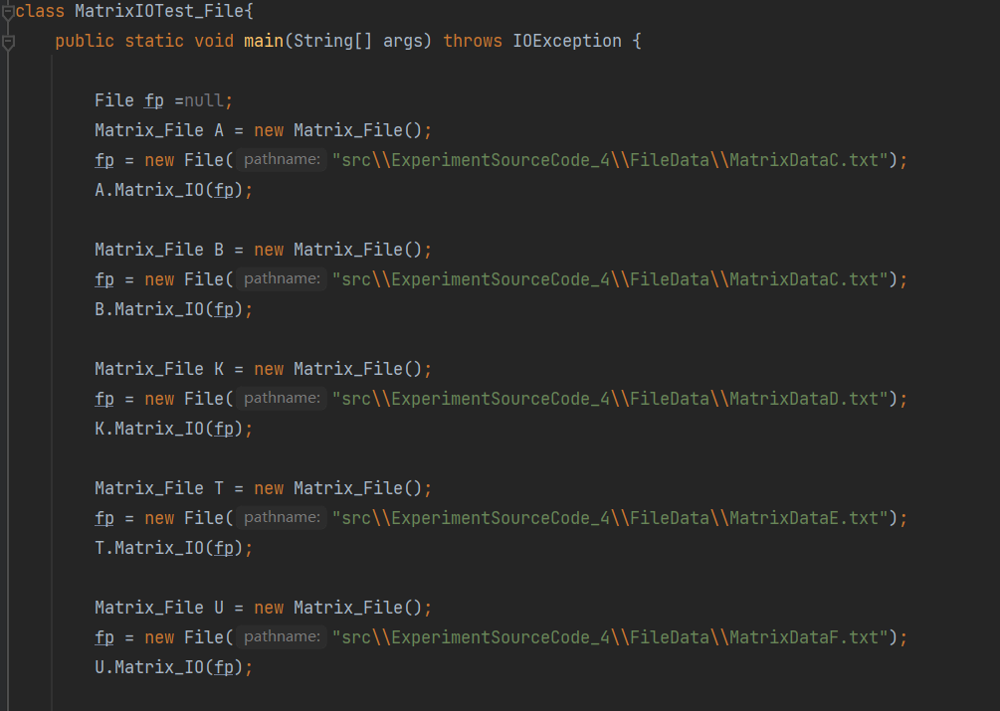 class MatrixIOTest_File{
public static void main(String[] args) throws IOException {
File fp =null;
Matrix_File A = new Matrix_File();
fp = new File( pathname: "src\\ExperimentSourceCode_4\\FileData\\MatrixDataC.txt");
A.Matrix_IO(fp);
Matrix_File B = new Matrix_File();
fp = new File( pathname: "src\\ExperimentSourceCode_4\\FileData\\MatrixDataC.txt");
B.Matrix_IO(fp);
Matrix_File K = new Matrix_File();
fp = new File( pathname: "src\\ExperimentSourceCode_4\\FileData\\MatrixDataD.txt");
K.Matrix_IO(fp);
Matrix_File T = new Matrix_File();
fp = new File( pathname: "src\\ExperimentSourceCode_4\\FileData\\MatrixDataE.txt");
T.Matrix_IO(fp);
Matrix_File U = new Matrix_File();
fp = new File( pathname: "src\\ExperimentSourceCode_4\\FileData\\MatrixDataF.txt");
U.Matrix_IO(fp);